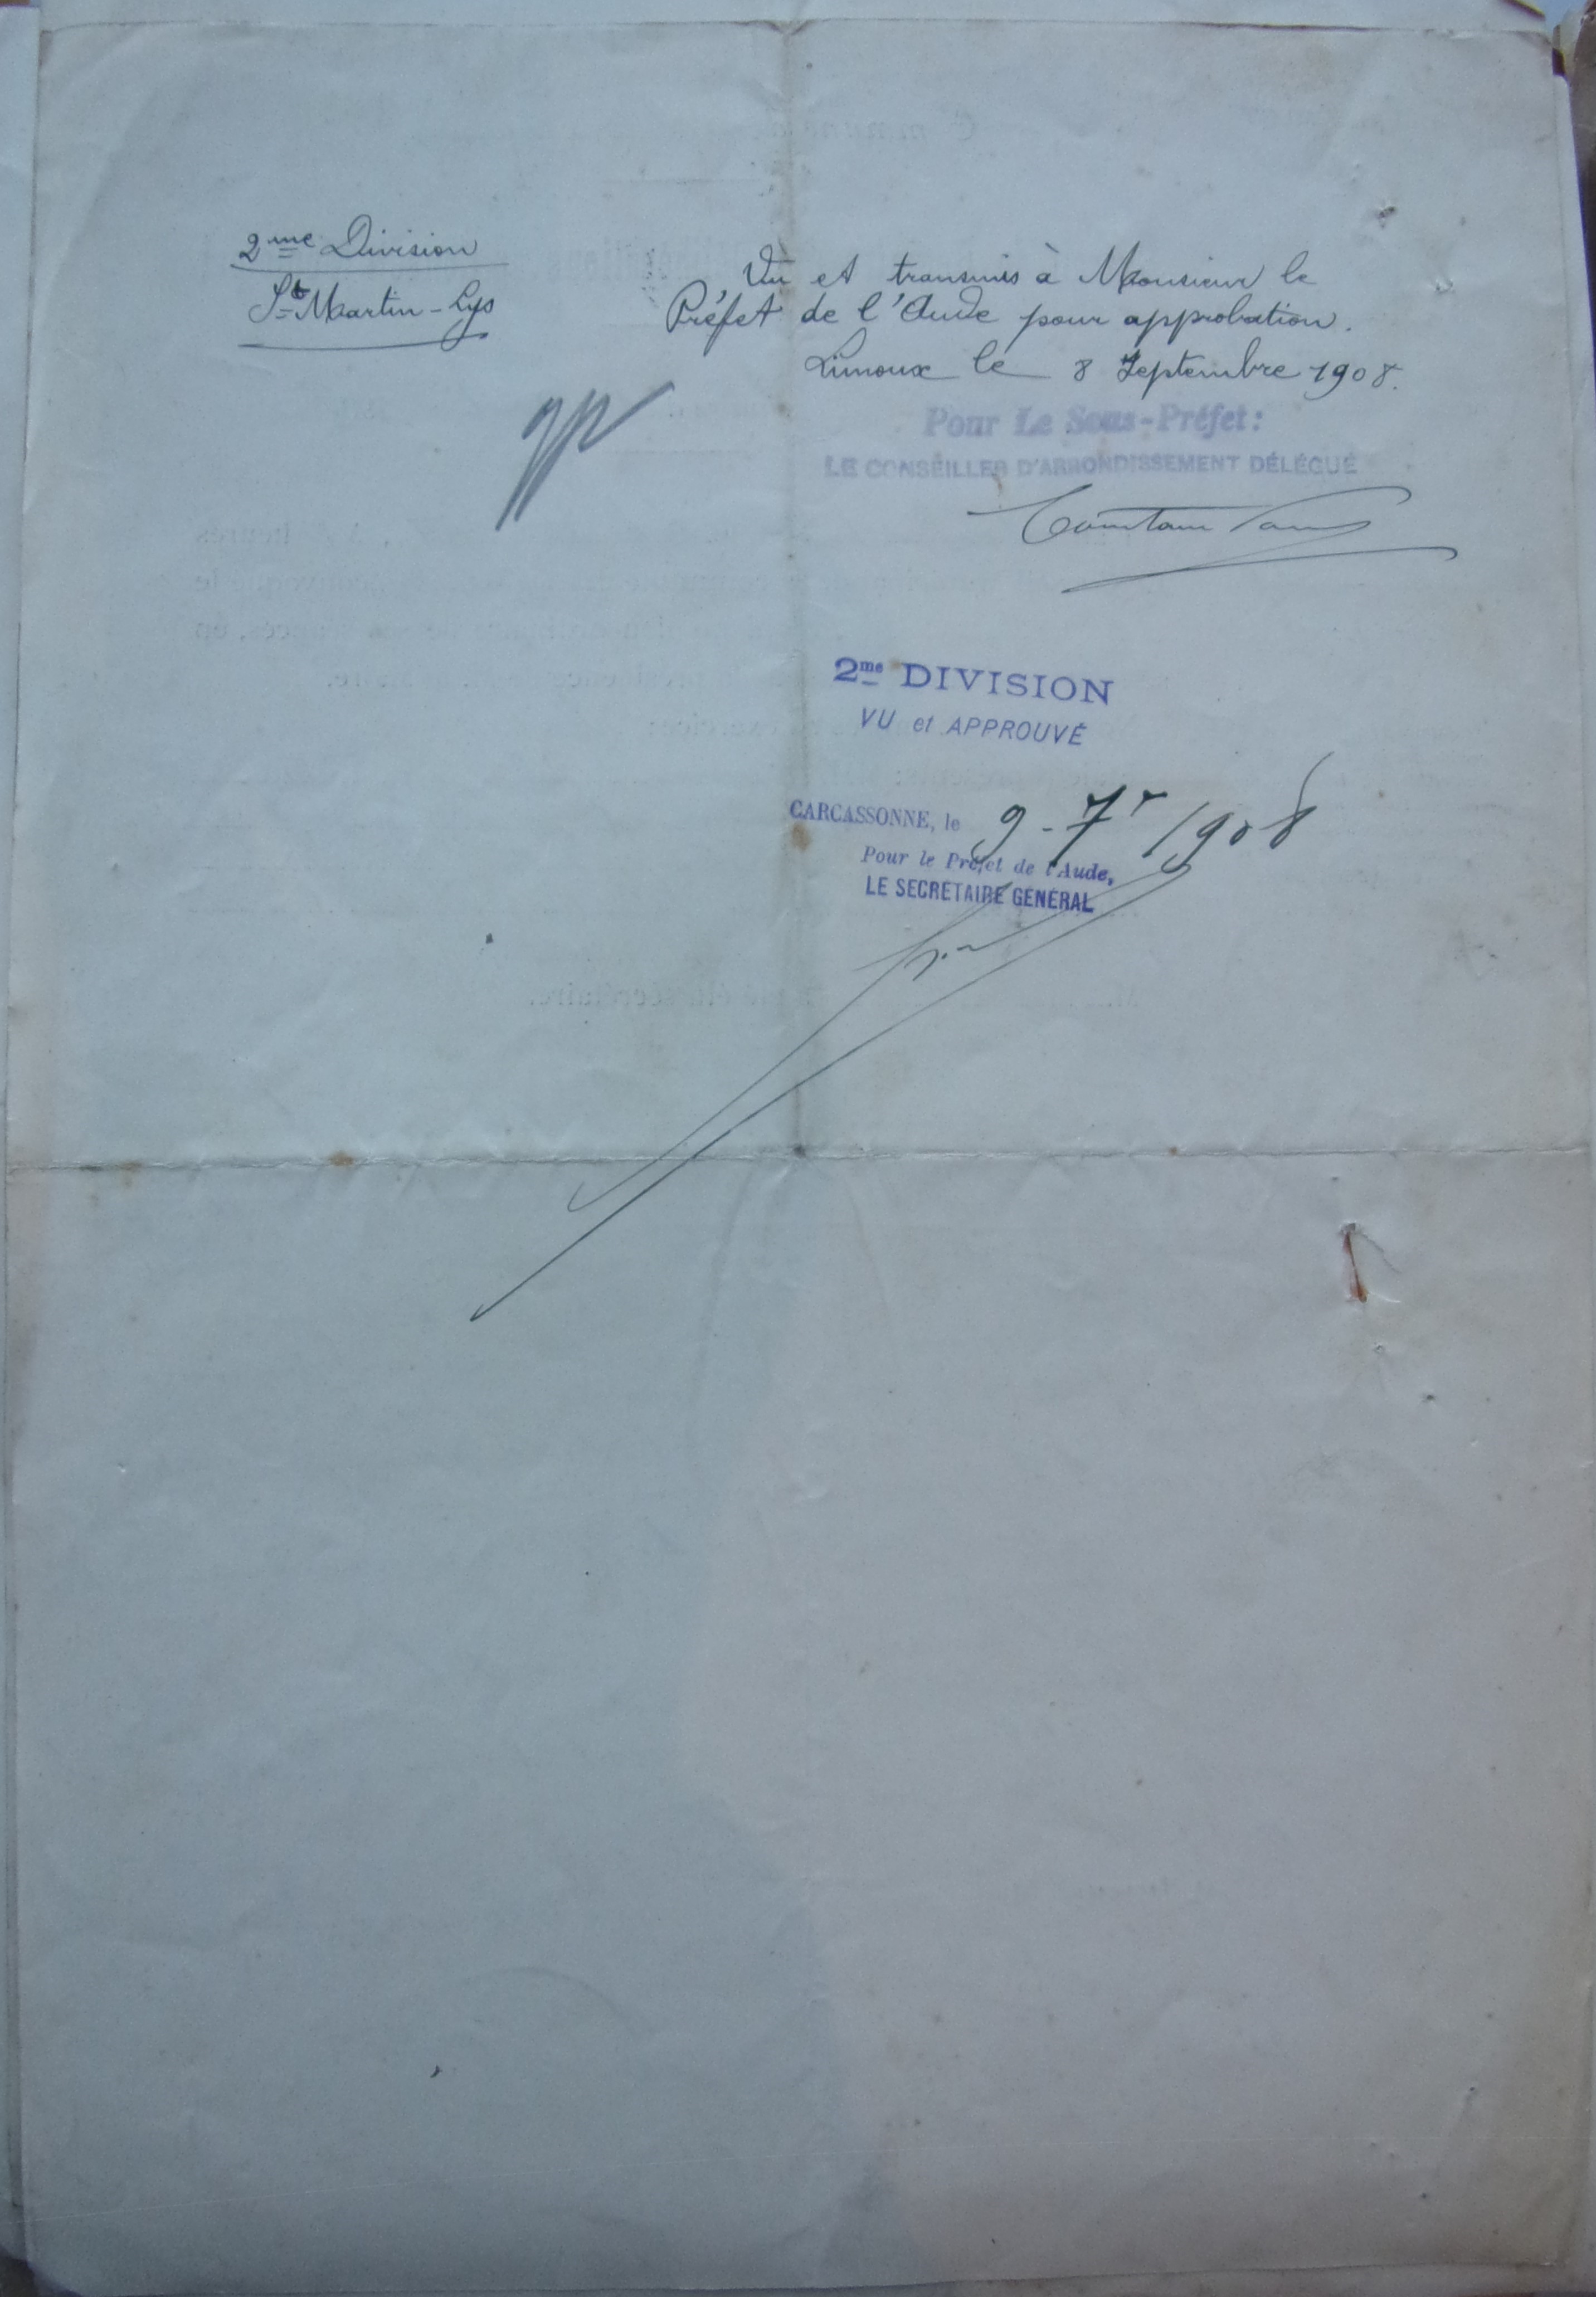 2me Division
St Martin-Lys
Vu et transmis à Monsieur le
Préfet de l'Aude pour approbation.
Limoux le 8 Septembre 1908.
Pour Le Sous-Préfet:
LE CONSEILLER D'ARRONDISSEMENT DÉLÉGUÉ
2me DIVISION
VU et APPROUVÉ
CARCASSONNE, le 9-7r 1908
Pour le Préfet de l'Aude,
LE SECRÉTAIRE GÉNÉRAL